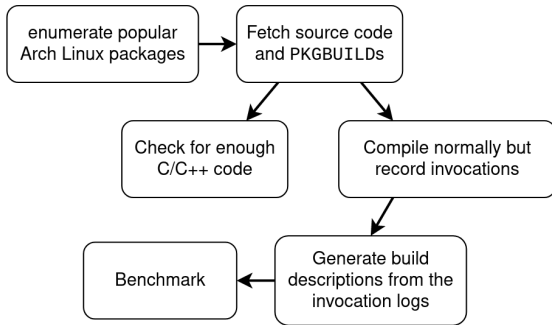 enumerate popular
Arch Linux packages
Fetch source code
and PKGBUILDs
Check for enough
C/C++ code
Compile normally but
record invocations
Benchmark
Generate build
descriptions from the
invocation logs